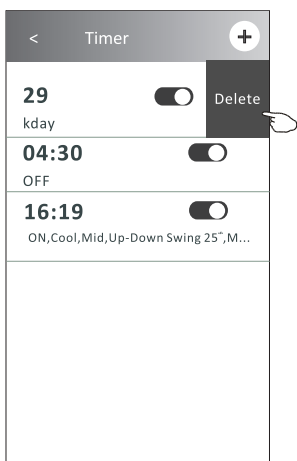 < Timer +
29 Delete
kday
04:30
OFF
16:19
ON,Cool,Mid,Up-Down Swing 25˚,M...